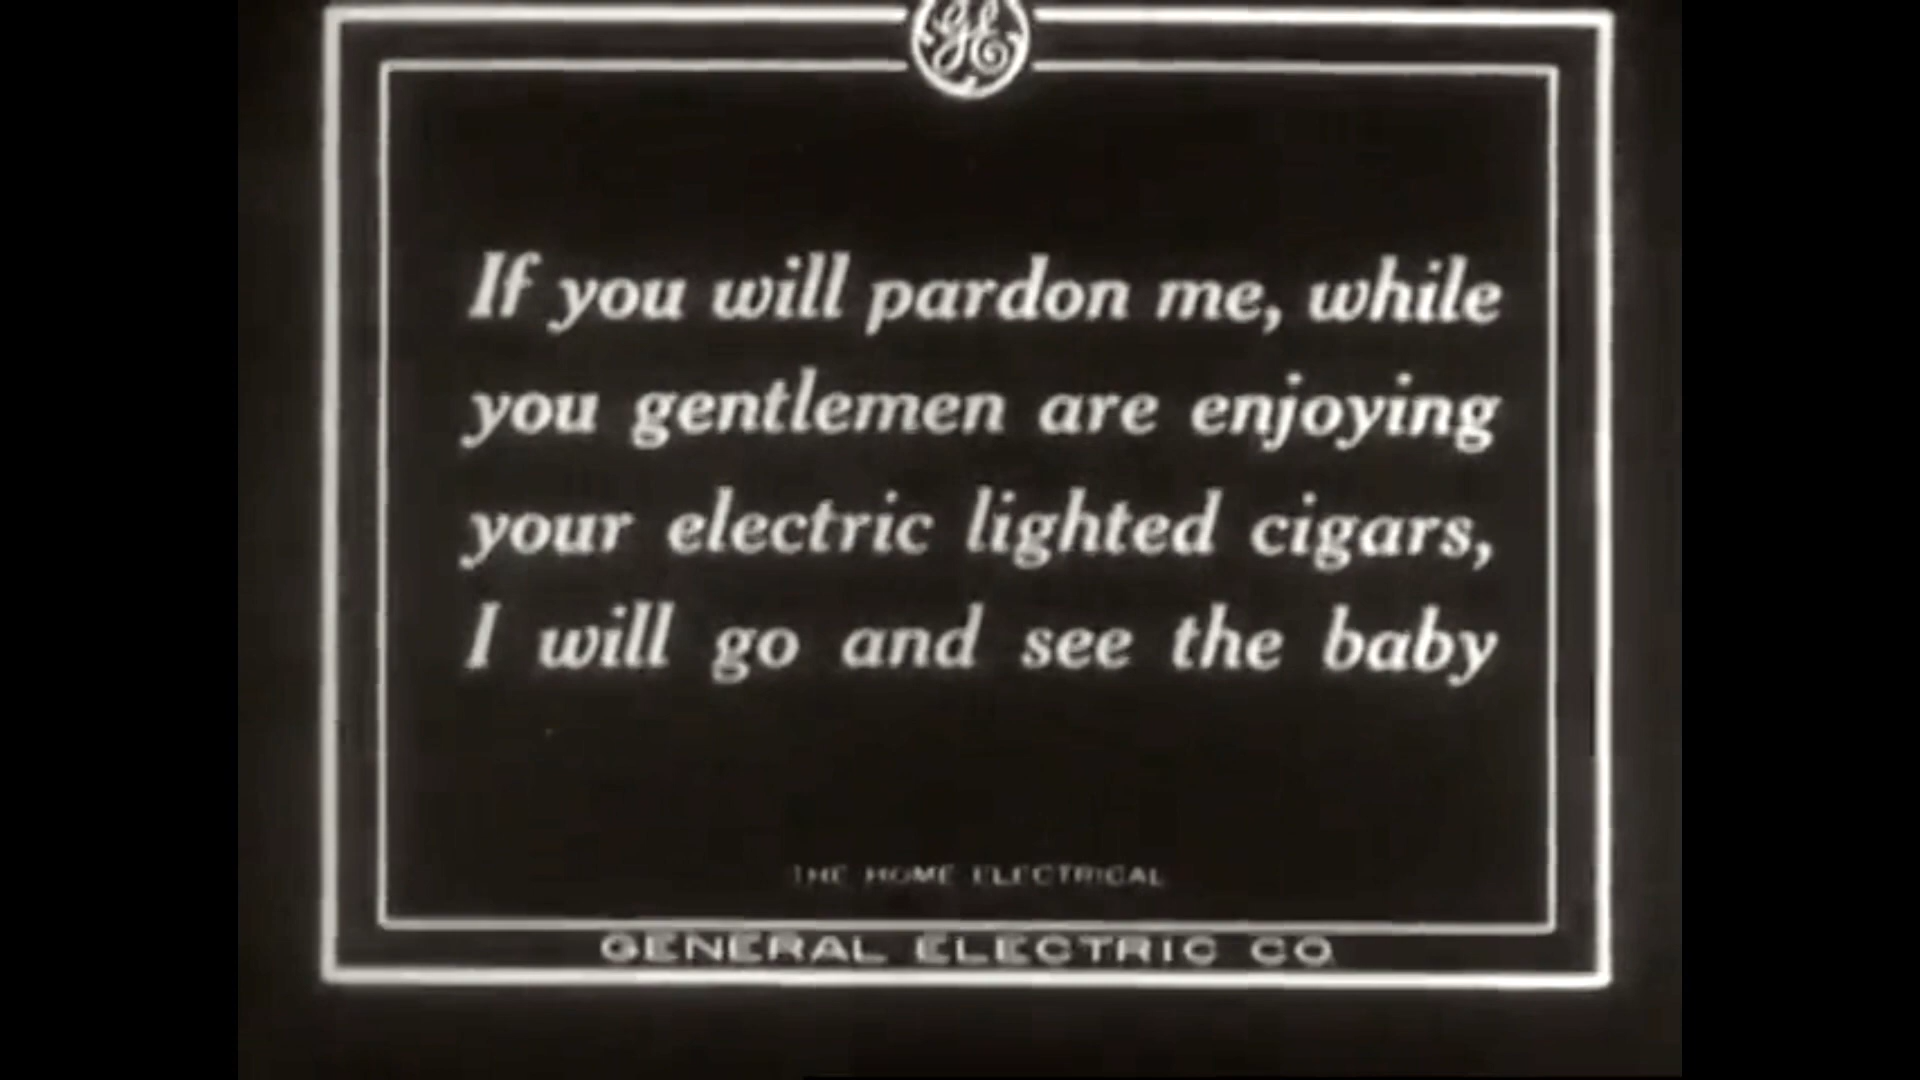 GE
If you will pardon me, while
you gentlemen are enjoying
your electric lighted cigars,
I will go and see the baby
THE HOME ELECTRICAL
GENERAL ELECTRIC CO.